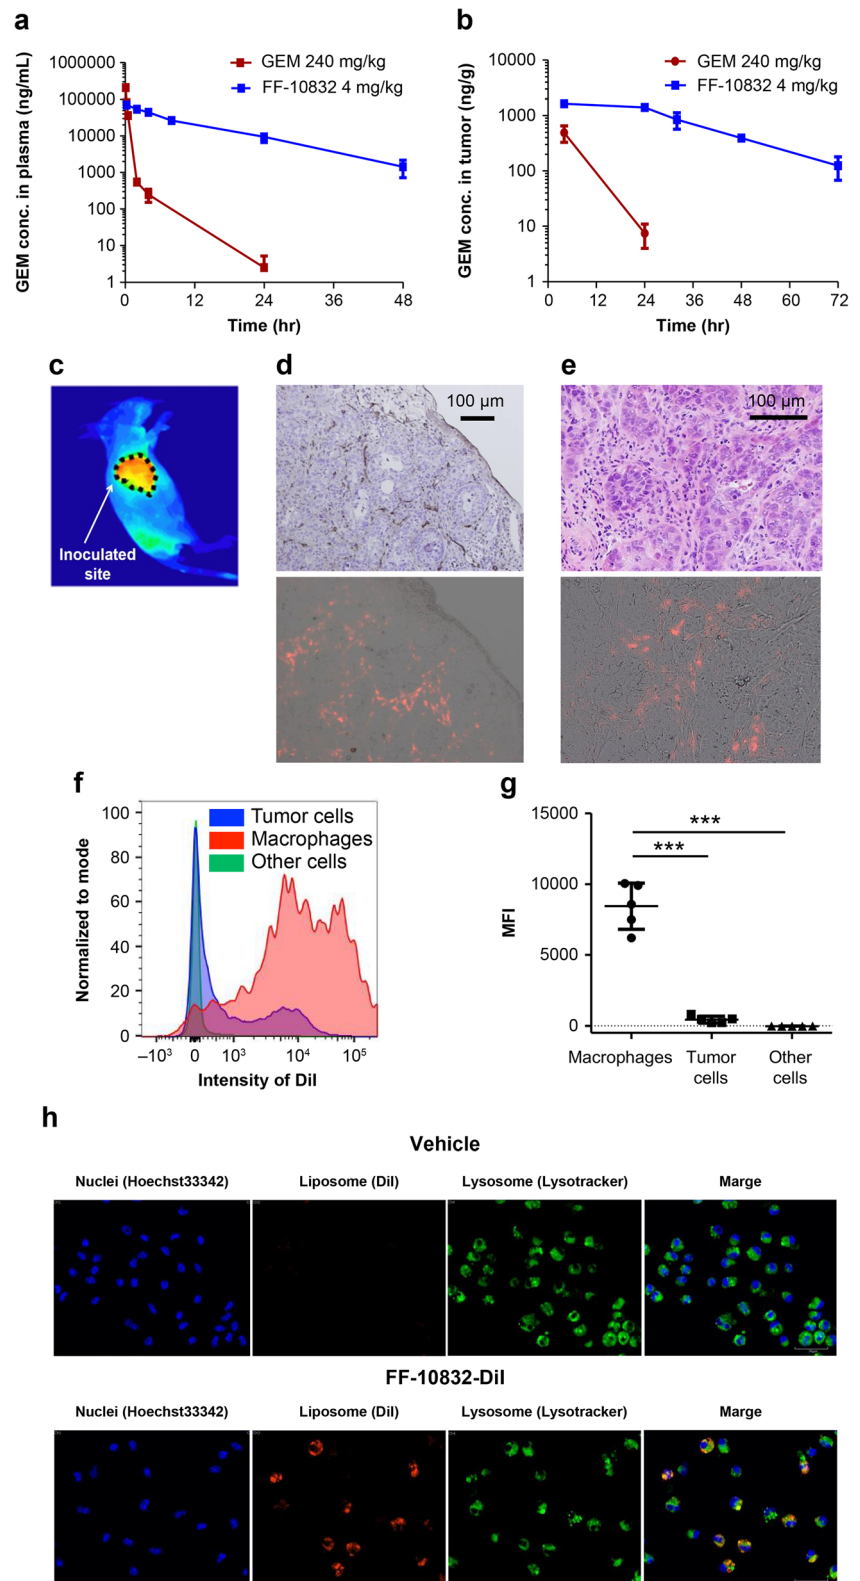 a
GEM conc. in plasma (ng/mL)
1000000
100000
10000
1000
100
10
1
0
12
24
36
48
Time (hr)
GEM 240 mg/kg
FF-10832 4 mg/kg
b
GEM conc. in tumor (ng/g)
10000
1000
100
10
1
0
12
24
36
48
60
72
Time (hr)
GEM 240 mg/kg
FF-10832 4 mg/kg
c
Inoculated
site
d
100 µm
e
100 µm
f
Normalized to mode
100
80
60
40
20
0
–10³
0
10³
10⁴
10⁵
Intensity of DiI
Tumor cells
Macrophages
Other cells
g
MFI
15000
10000
5000
0
***
***
Macrophages
Tumor
cells
Other
cells
h
Vehicle
Nuclei (Hoechst33342)
Liposome (DiI)
Lysosome (Lysotracker)
Marge
FF-10832-DiI
Nuclei (Hoechst33342)
Liposome (DiI)
Lysosome (Lysotracker)
Marge